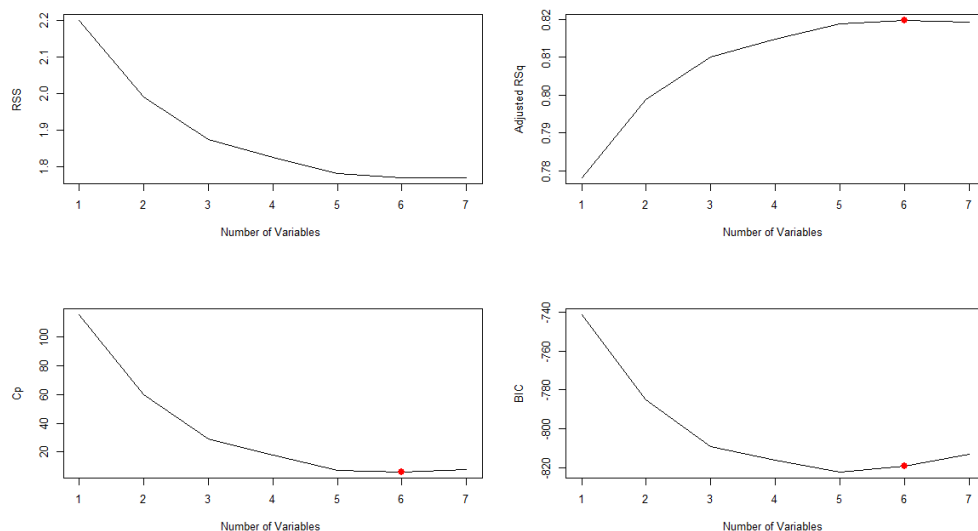 RSS
2.2
2.1
2.0
1.9
1.8
1 2 3 4 5 6 7
Number of Variables
Adjusted RSq
0.82
0.81
0.80
0.79
0.78
1 2 3 4 5 6 7
Number of Variables
Cp
100
80
60
40
20
1 2 3 4 5 6 7
Number of Variables
BIC
-740
-760
-780
-800
-820
1 2 3 4 5 6 7
Number of Variables